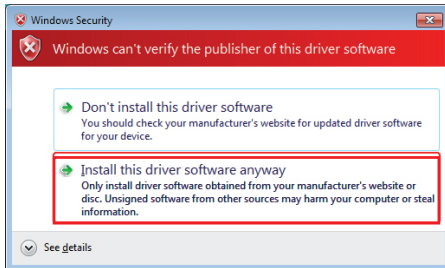 Windows Security
Windows can't verify the publisher of this driver software
Don't install this driver software
You should check your manufacturer's website for updated driver software
for your device.
Install this driver software anyway
Only install driver software obtained from your manufacturer's website or
disc. Unsigned software from other sources may harm your computer or steal
information.
See details